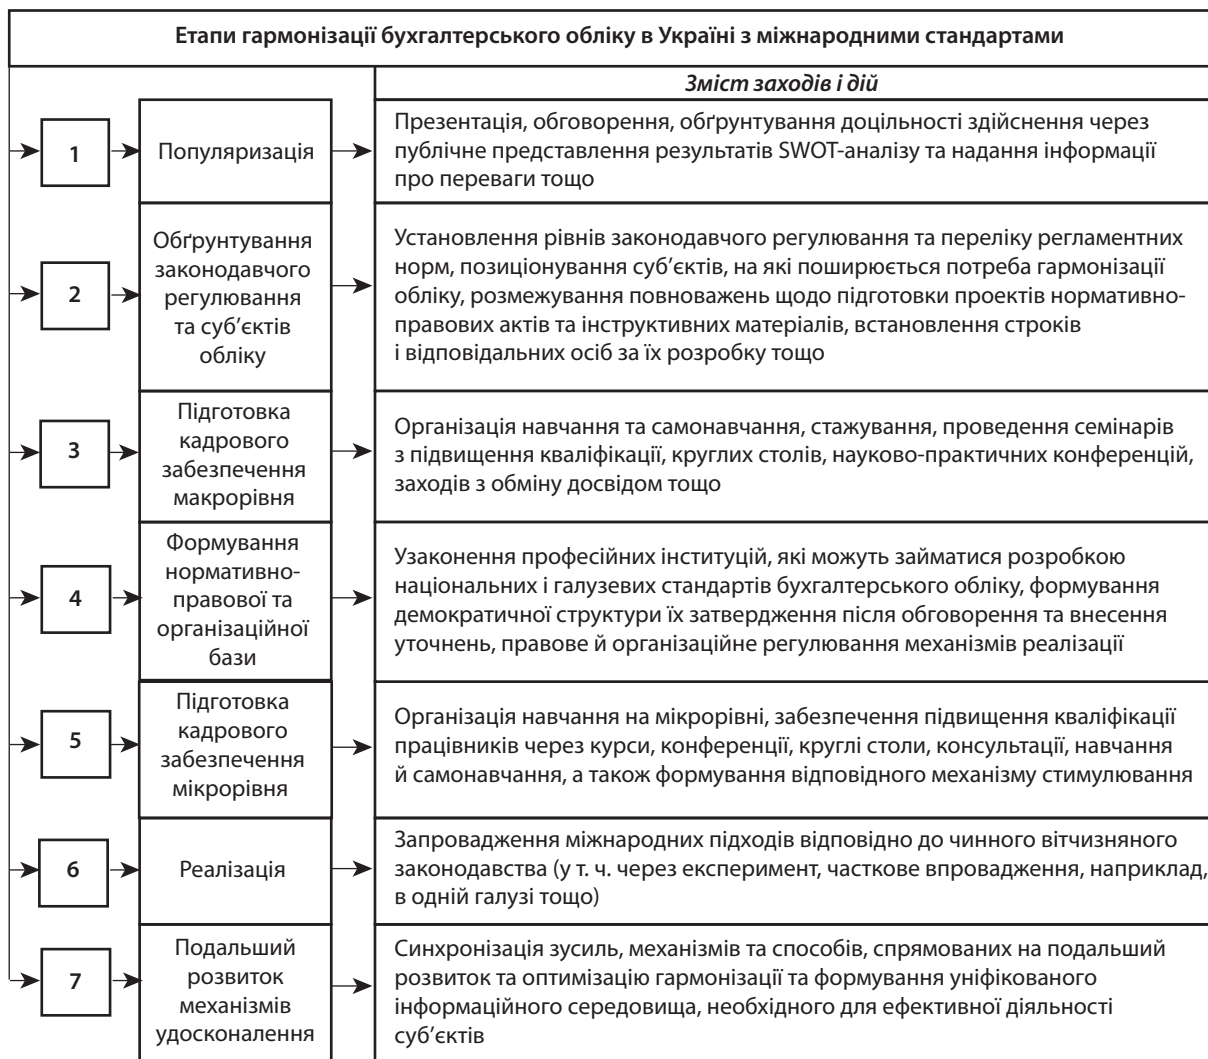 Етапи гармонізації бухгалтерського обліку в Україні з міжнародними стандартами
Зміст заходів і дій
1
Популяризація
Презентація, обговорення, обґрунтування доцільності здійснення через
публічне представлення результатів SWOT-аналізу та надання інформації
про переваги тощо
2
Обґрунтування
законодавчого
регулювання
та суб’єктів
обліку
Установлення рівнів законодавчого регулювання та переліку регламентних
норм, позиціонування суб’єктів, на які поширюється потреба гармонізації
обліку, розмежування повноважень щодо підготовки проектів нормативно-
правових актів та інструктивних матеріалів, встановлення строків
і відповідальних осіб за їх розробку тощо
3
Підготовка
кадрового
забезпечення
макрорівня
Організація навчання та самонавчання, стажування, проведення семінарів
з підвищення кваліфікації, круглих столів, науково-практичних конференцій,
заходів з обміну досвідом тощо
4
Формування
нормативно-
правової та
організаційної
бази
Узаконення професійних інституцій, які можуть займатися розробкою
національних і галузевих стандартів бухгалтерського обліку, формування
демократичної структури їх затвердження після обговорення та внесення
уточнень, правове й організаційне регулювання механізмів реалізації
5
Підготовка
кадрового
забезпечення
мікрорівня
Організація навчання на мікрорівні, забезпечення підвищення кваліфікації
працівників через курси, конференції, круглі столи, консультації, навчання
й самонавчання, а також формування відповідного механізму стимулювання
6
Реалізація
Запровадження міжнародних підходів відповідно до чинного вітчизняного
законодавства (у т. ч. через експеримент, часткове впровадження, наприклад,
в одній галузі тощо)
7
Подальший
розвиток
механізмів
удосконалення
Синхронізація зусиль, механізмів та способів, спрямованих на подальший
розвиток та оптимізацію гармонізації та формування уніфікованого
інформаційного середовища, необхідного для ефективної діяльності
суб’єктів